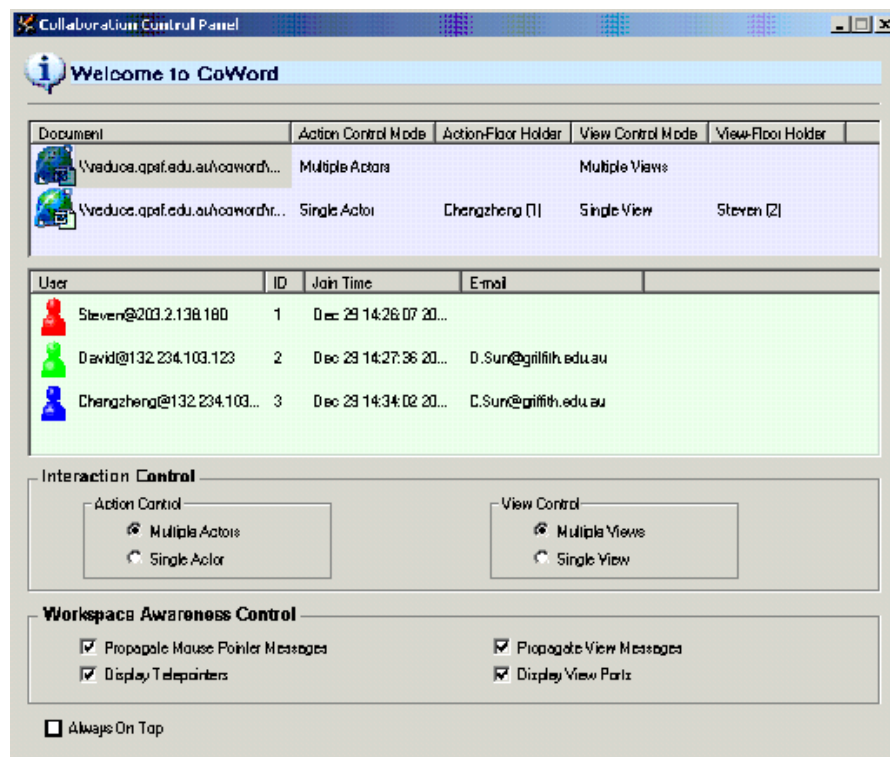 Collaboration Control Panel
Welcome to CoWord
Document Action Control Mode Action-Floor Holder View Control Mode View-Floor Holder
\\reduce.qpsf.edu.au\coword\... Multiple Actors Multiple Views
\\reduce.qpsf.edu.au\coword\r... Single Actor Chengzheng (1) Single View Steven (2)
User ID Join Time E-mail
Steven@203.2.138.180 1 Dec 29 14:26:07 20...
David@132.234.103.123 2 Dec 29 14:27:36 20... D.Sun@griffith.edu.au
Chengzheng@132.234.103... 3 Dec 29 14:34:02 20... C.Sun@griffith.edu.au
Interaction Control
Action Control View Control
Multiple Actors Multiple Views
Single Actor Single View
Workspace Awareness Control
Propagate Mouse Pointer Messages Propagate View Messages
Display Telepointers Display View Ports
Always On Top